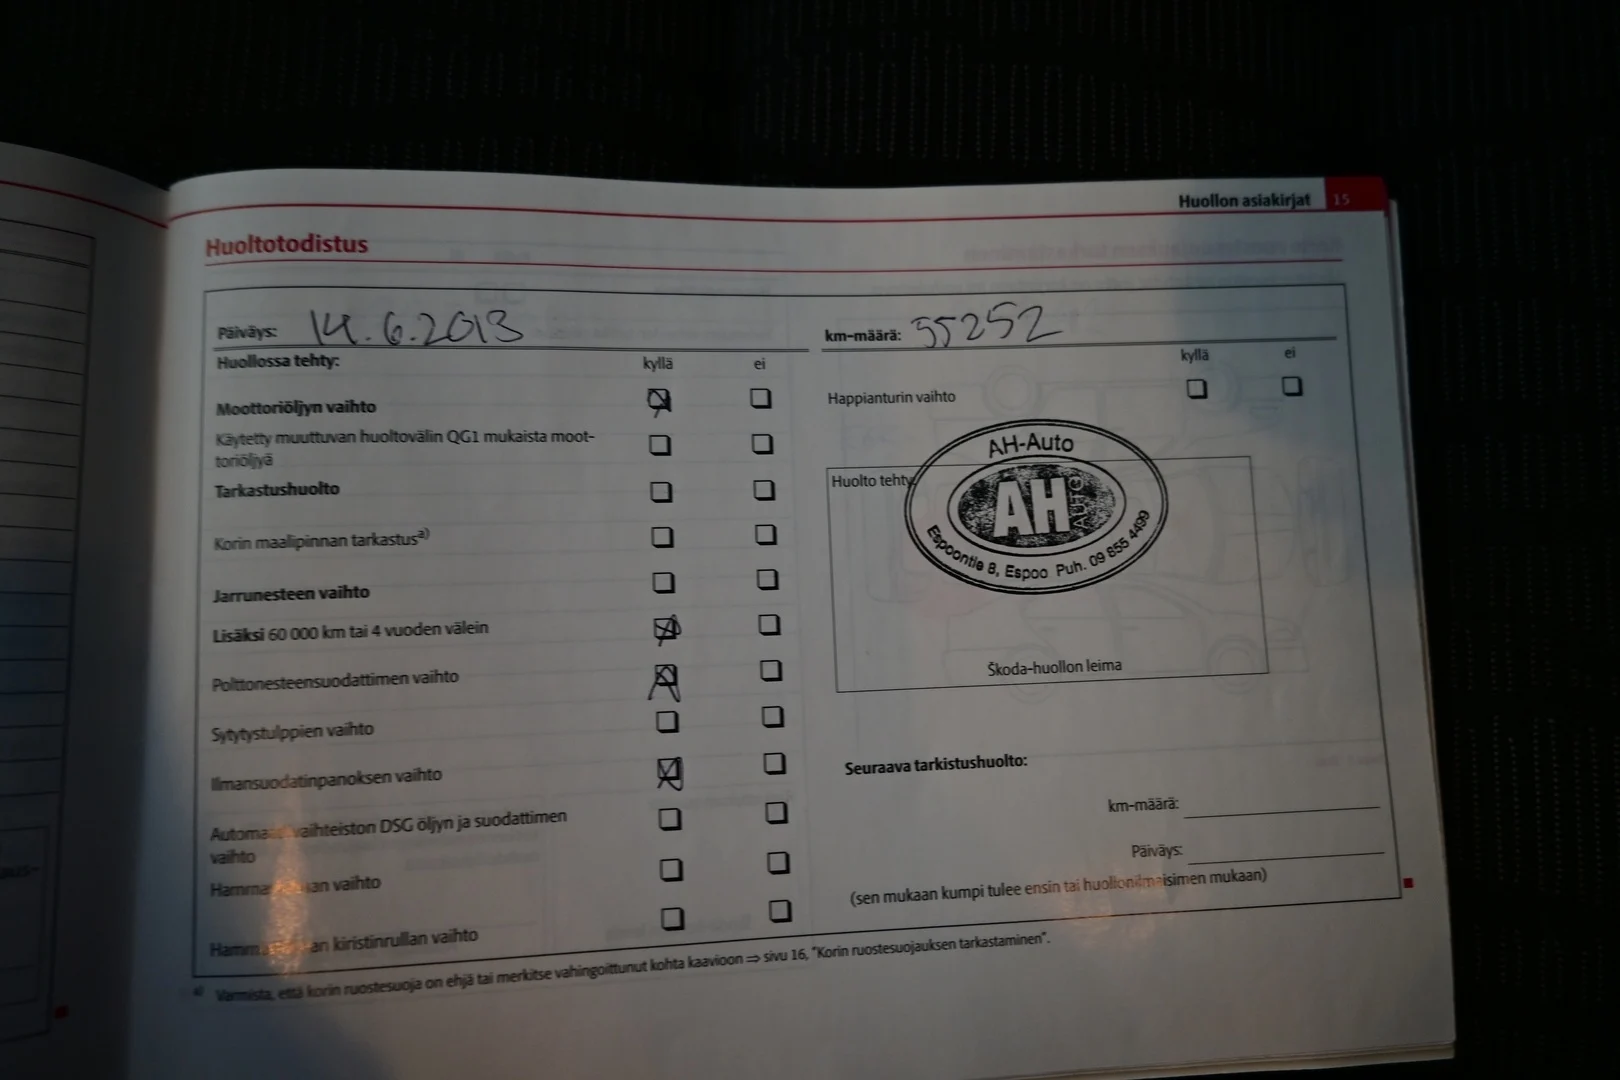 Huollon asiakirjat 15
Huoltotodistus
Päiväys: 14.6.2013
km-määrä: 55252
Huollossa tehty: kyllä ei
kyllä ei
Moottoriöljyn vaihto
Happianturin vaihto
Käytetty muuttuvan huoltovälin QG1 mukaista moot-
toriöljyä
Tarkastushuolto
Korin maalipinnan tarkastus a)
Jarrunesteen vaihto
Lisäksi 60 000 km tai 4 vuoden välein
Polttonesteensuodattimen vaihto
Sytytystulppien vaihto
Ilmansuodatinpanoksen vaihto
vaihteiston DSG öljyn ja suodattimen
vaihto
vaihto
kiristinrullan vaihto
Huolto tehty
AH-Auto
AH AUTO
Espoontie 8, Espoo Puh. 09 855 4499
Škoda-huollon leima
Seuraava tarkistushuolto:
km-määrä:
Päiväys:
(sen mukaan kumpi tulee ensin tai huollonilmaisimen mukaan)
a) Varmista, että korin ruostesuoja on ehjä tai merkitse vahingoittunut kohta kaavioon ⇒ sivu 16, "Korin ruostesuojauksen tarkastaminen".